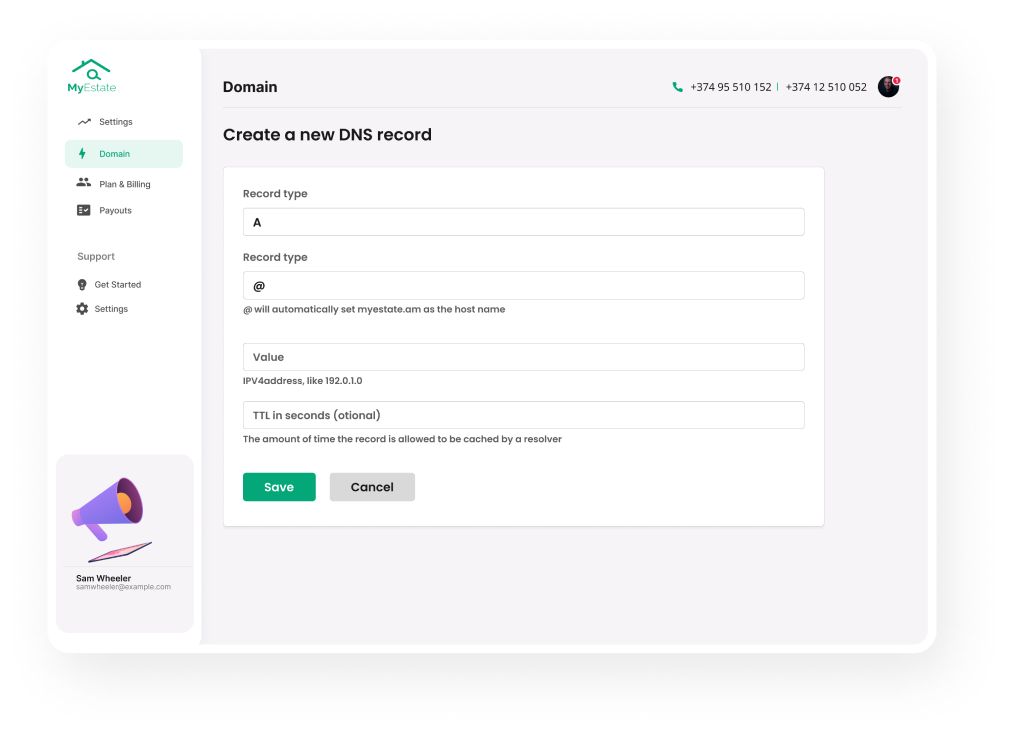 MyEstate
Settings
Domain
Plan & Billing
Payouts
Support
Get Started
Settings
Sam Wheeler
samwheeler@example.com
Domain
+374 95 510 152 | +374 12 510 052
Create a new DNS record
Record type
A
Record type
@
@ will automatically set myestate.am as the host name
Value
IPV4address, like 192.0.1.0
TTL in seconds (otional)
The amount of time the record is allowed to be cached by a resolver
Save
Cancel